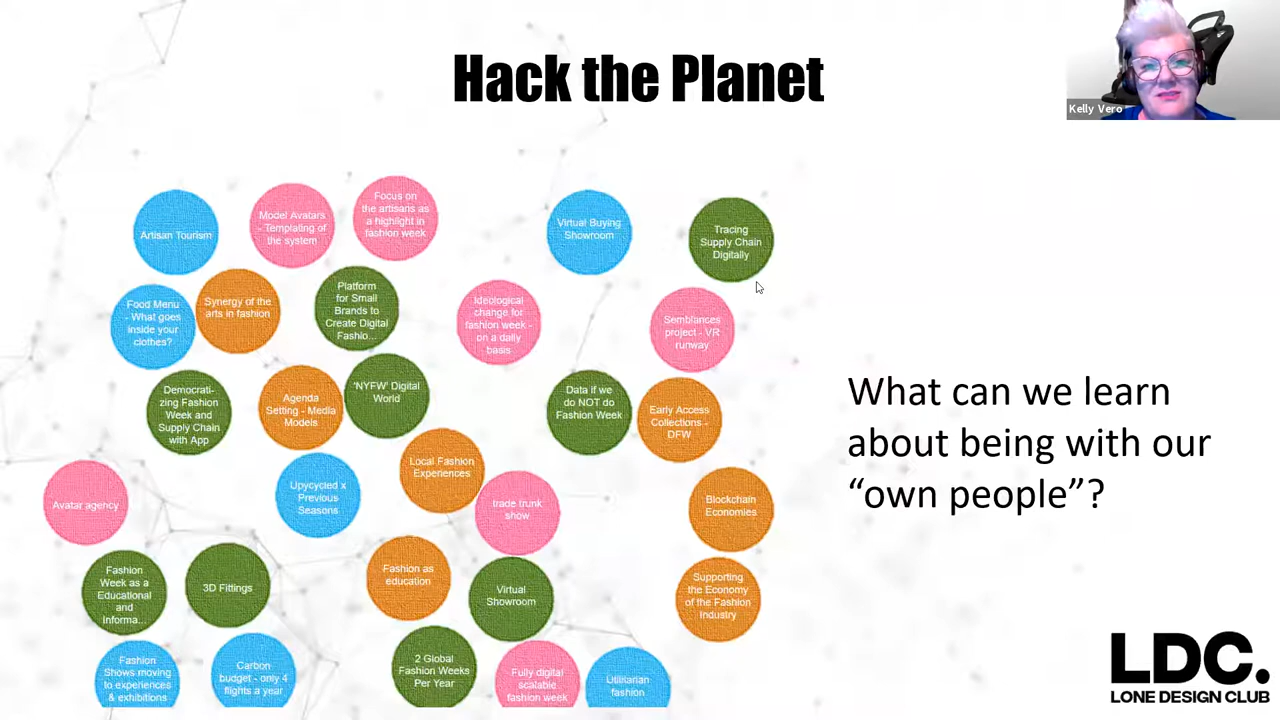 Hack the Planet
Kelly Vero
Artisan Tourism
Model Avatars
- Templating of
the system
Focus on
the artisans as
a highlight in
fashion week
Virtual Buying
Showroom
Tracing
Supply Chain
Digitally
Food Menu
- What goes
inside your
clothes?
Synergy of the
arts in fashion
Platform
for Small
Brands to
Create Digital
Fashio...
Ideological
change for
fashion week -
on a daily
basis
Semblances
project - VR
runway
Democrati-
zing Fashion
Week and
Supply Chain
with App
Agenda
Setting - Media
Models
'NYFW' Digital
World
Data if we
do NOT do
Fashion Week
Early Access
Collections -
DFW
What can we learn
about being with our
“own people”?
Avatar agency
Upycycled x
Previous
Seasons
Local Fashion
Experiences
trade trunk
show
Blockchain
Economies
Fashion
Week as a
Educational
and
Informa...
3D Fittings
Fashion as
education
Virtual
Showroom
Supporting
the Economy
of the Fashion
Industry
Fashion
Shows moving
to experiences
& exhibitions
Carbon
budget - only 4
flights a year
2 Global
Fashion Weeks
Per Year
Fully digital
scalable
fashion week
Utilitarian
fashion
LDC.
LONE DESIGN CLUB